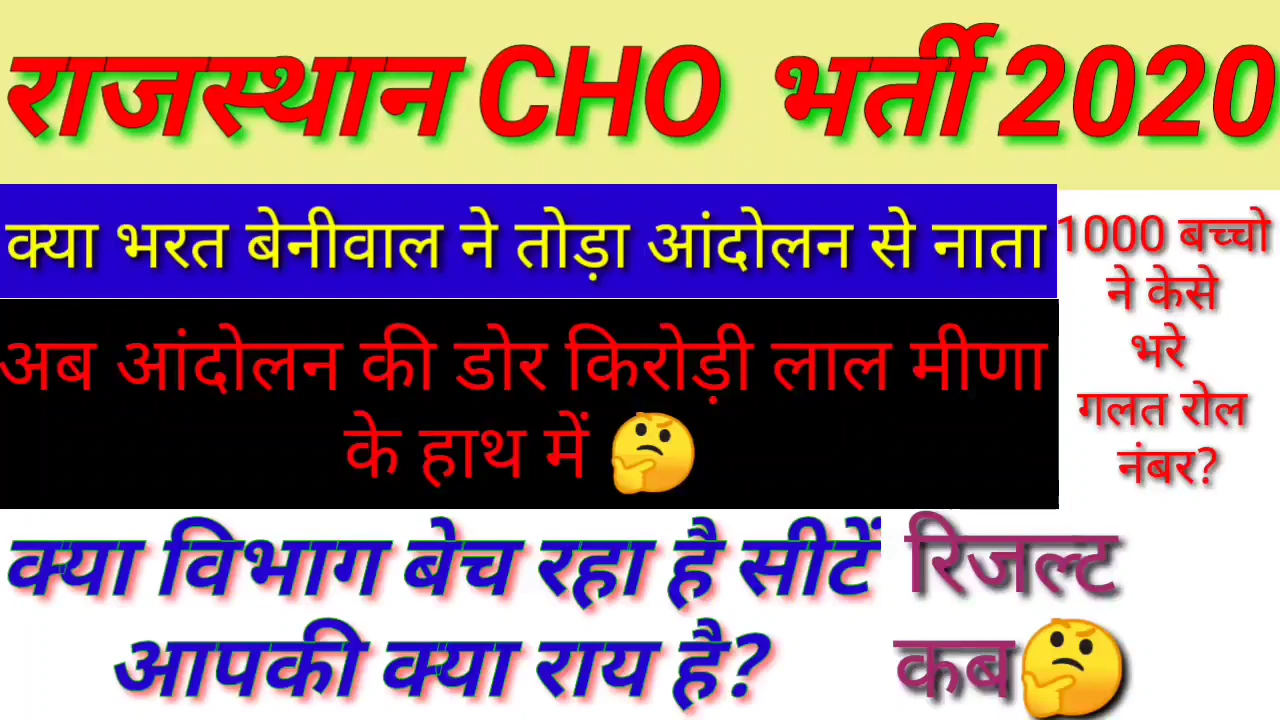 राजस्थान CHO भर्ती 2020
क्या भरत बेनीवाल ने तोड़ा आंदोलन से नाता
अब आंदोलन की डोर किरोड़ी लाल मीणा
के हाथ में 🤔
1000 बच्चो
ने केसे
भरे
गलत रोल
नंबर?
क्या विभाग बेच रहा है सीटें
आपकी क्या राय है?
रिजल्ट
कब🤔